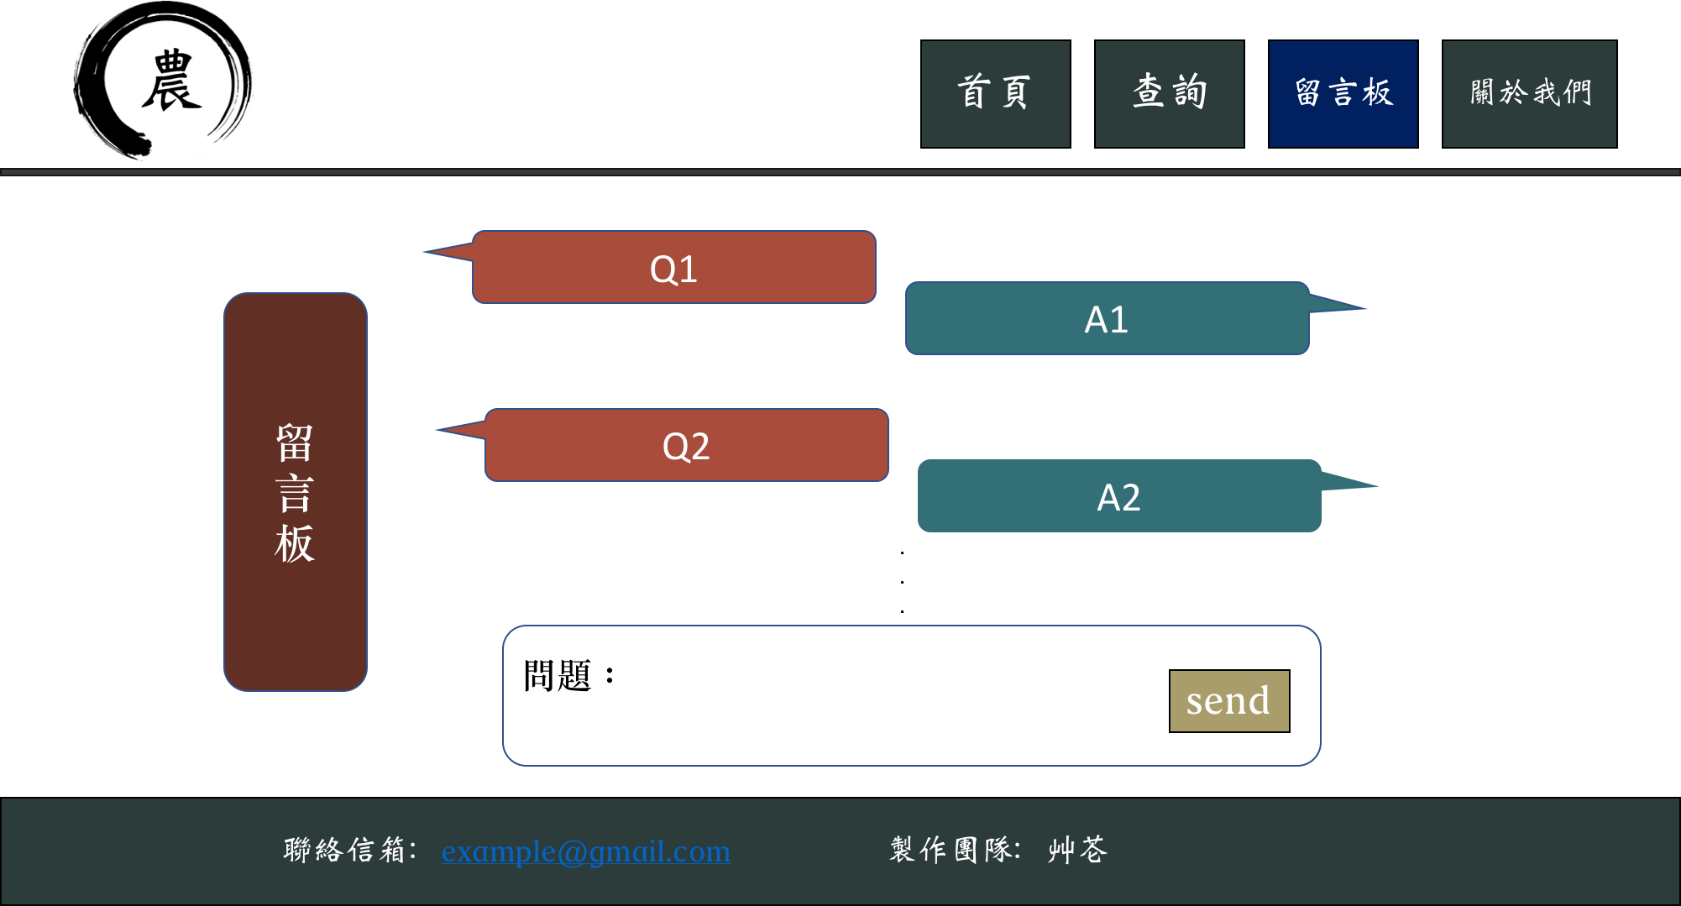 農
首頁
查詢
留言板
關於我們
Q1
A1
留言板
Q2
A2
問題：
send
聯絡信箱: example@gmail.com
製作團隊: 艸苍